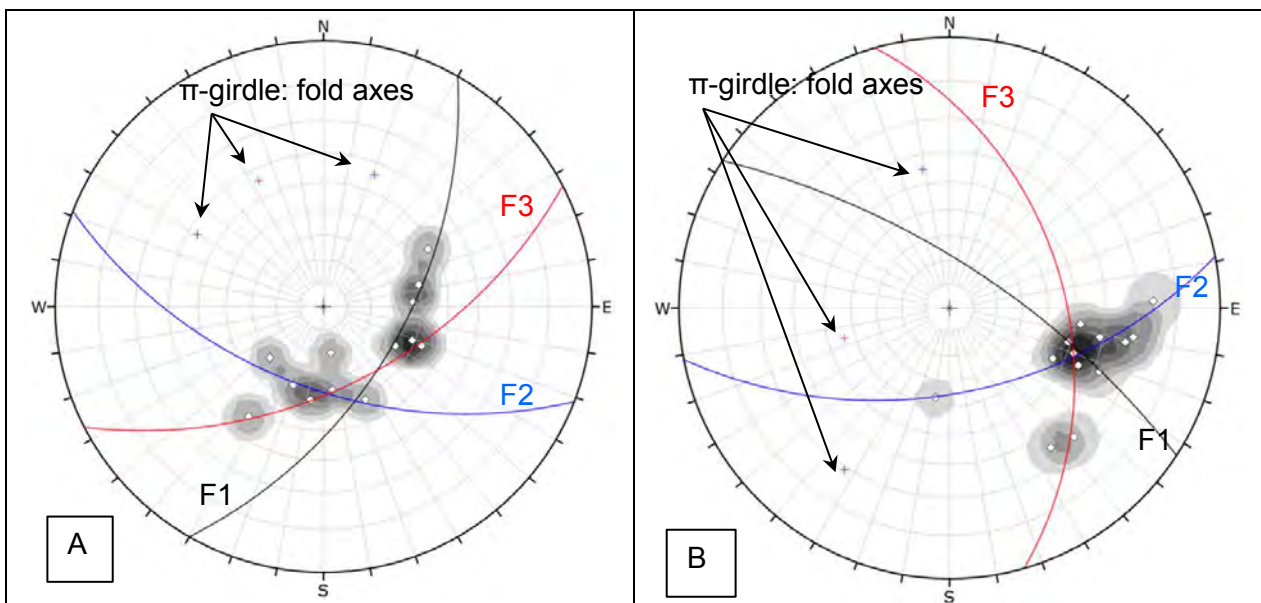 N
π-girdle: fold axes
F3
W
E
F2
F1
A
S
N
π-girdle: fold axes
F3
F2
W
E
F1
B
S